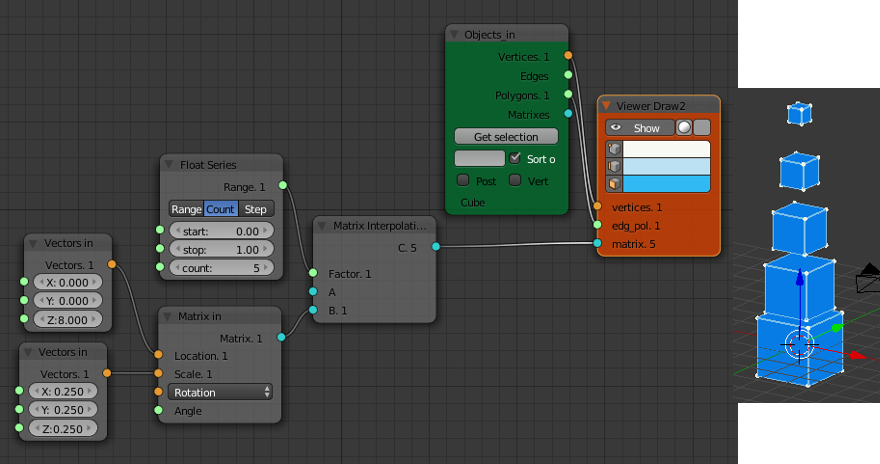 Objects_in
Vertices. 1
Edges
Polygons. 1
Matrixes
Get selection
Sort o
Post
Vert
Cube
Viewer Draw2
Show
vertices. 1
edg_pol. 1
matrix. 5
Float Series
Range. 1
Range Count Step
start: 0.00
stop: 1.00
count: 5
Matrix Interpolati...
C. 5
Factor. 1
A
B. 1
Vectors in
Vectors. 1
X: 0.000
Y: 0.000
Z:8.000
Matrix in
Matrix. 1
Location. 1
Scale. 1
Rotation
Angle
Vectors in
Vectors. 1
X: 0.250
Y: 0.250
Z:0.250